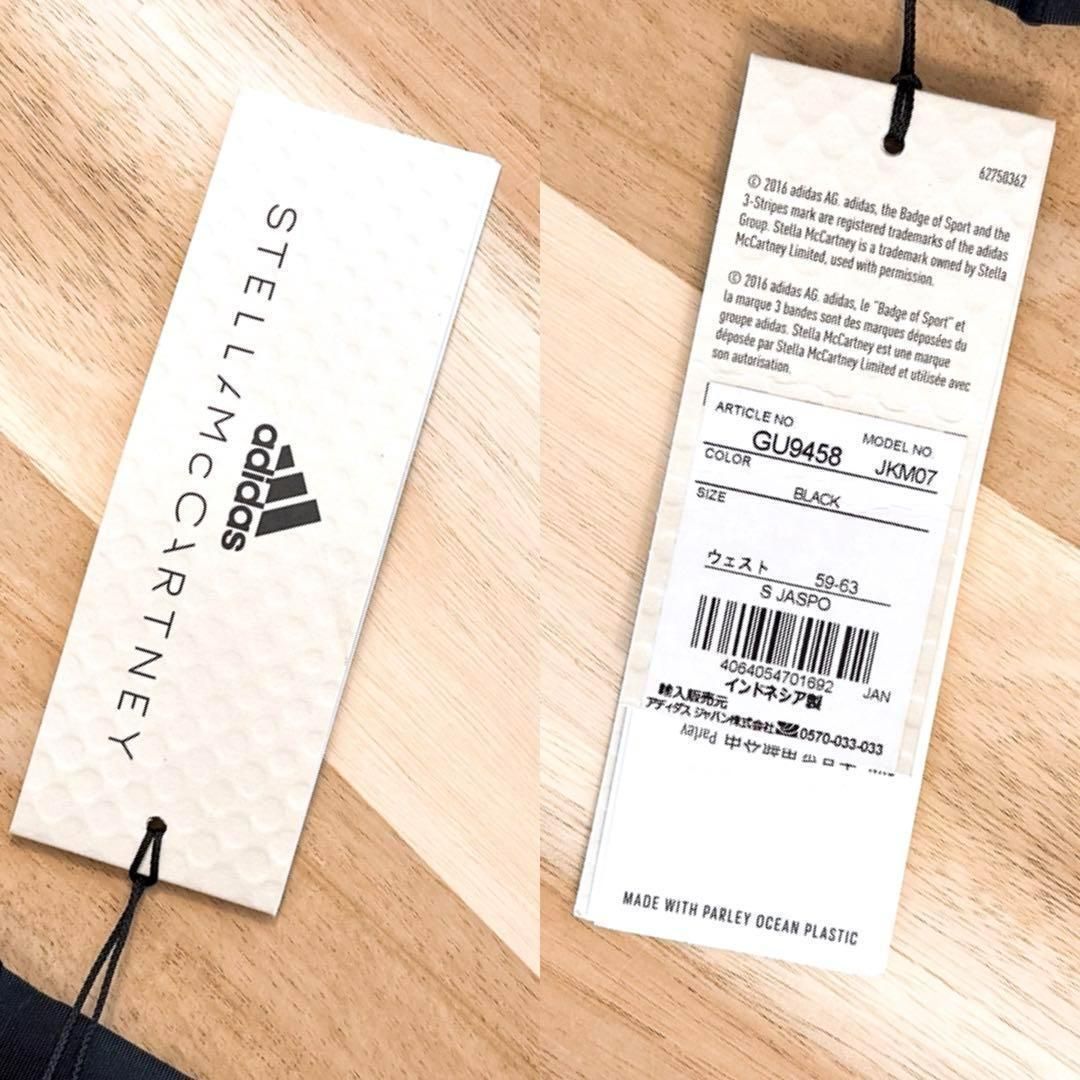 STELLAMCCARTNEY
adidas
62750362
© 2016 adidas AG. adidas, the Badge of Sport and the
3-Stripes mark are registered trademarks of the adidas
Group. Stella McCartney is a trademark owned by Stella
McCartney Limited, used with permission.
© 2016 adidas AG. adidas, le "Badge of Sport" et
la marque 3 bandes sont des marques déposées du
groupe adidas. Stella McCartney est une marque
déposée par Stella McCartney Limited et utilisée avec
son autorisation.
ARTICLE NO MODEL NO
GU9458 JKM07
COLOR
BLACK
SIZE
ウェスト 59-63
S JASPO
4064054701692 JAN
インドネシア製
輸入販売元
アディダス ジャパン株式会社 0570-033-033
Parley
MADE WITH PARLEY OCEAN PLASTIC